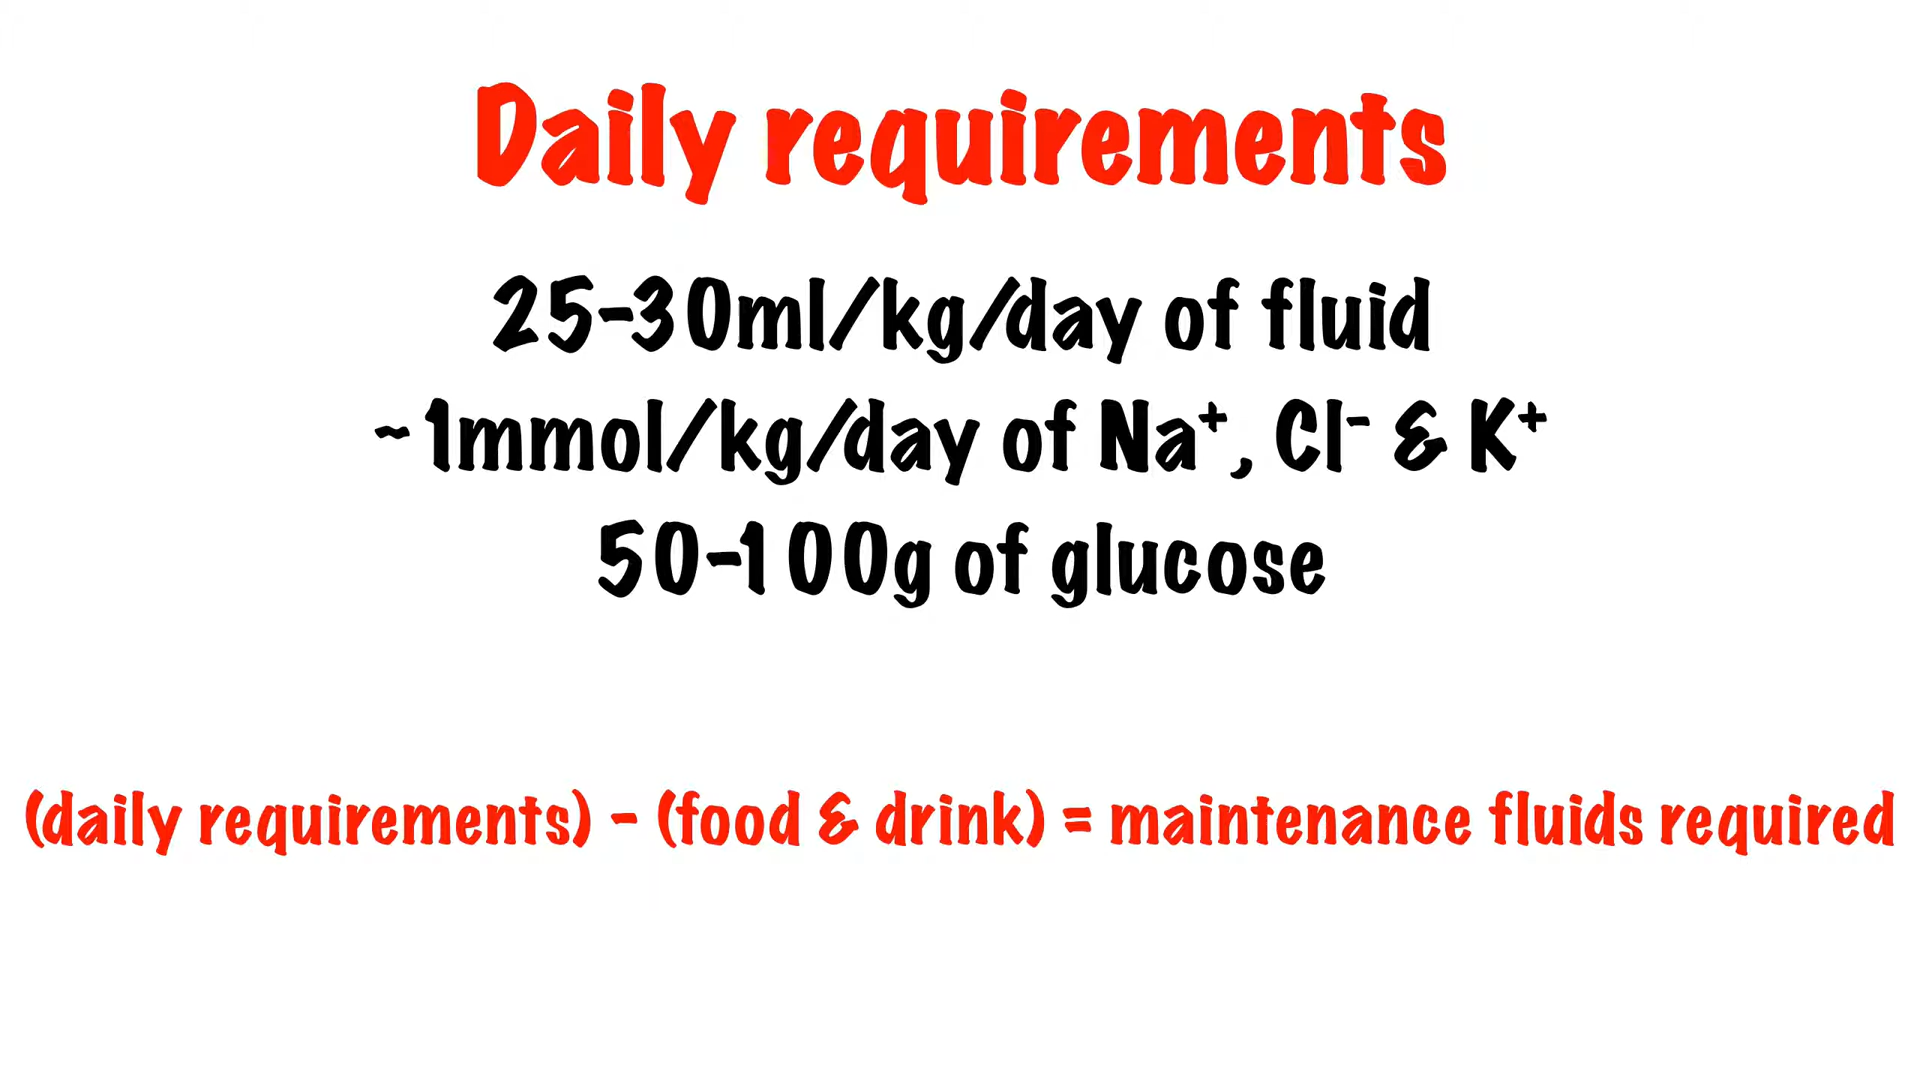 Daily requirements
25-30ml/kg/day of fluid
~1mmol/kg/day of Na⁺, Cl⁻ & K⁺
50-100g of glucose
(daily requirements) - (food & drink) = maintenance fluids required